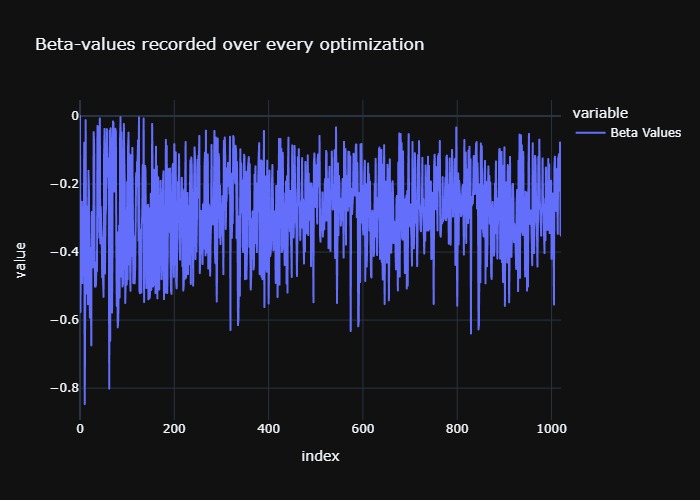 Beta-values recorded over every optimization
variable
Beta Values
0
−0.2
−0.4
−0.6
−0.8
value
0
200
400
600
800
1000
index